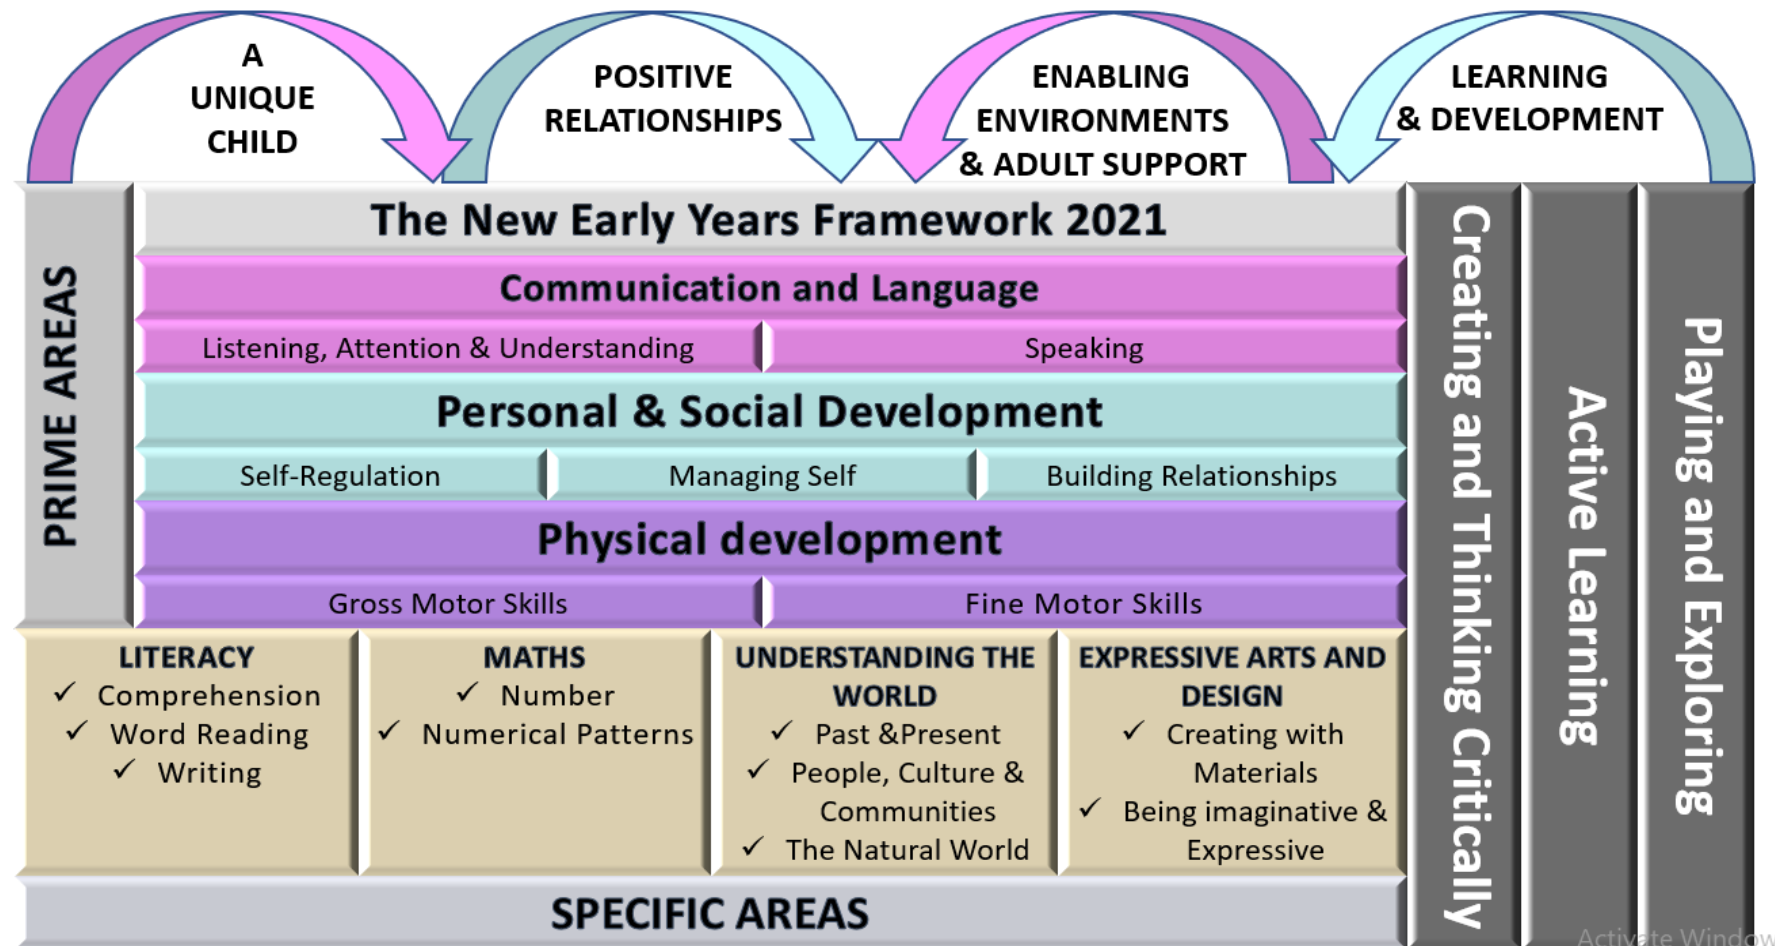 A
UNIQUE
CHILD
POSITIVE
RELATIONSHIPS
ENABLING
ENVIRONMENTS
& ADULT SUPPORT
LEARNING
& DEVELOPMENT
PRIME AREAS
The New Early Years Framework 2021
Communication and Language
Listening, Attention & Understanding
Speaking
Personal & Social Development
Self-Regulation
Managing Self
Building Relationships
Physical development
Gross Motor Skills
Fine Motor Skills
LITERACY
✓ Comprehension
✓ Word Reading
✓ Writing
MATHS
✓ Number
✓ Numerical Patterns
UNDERSTANDING THE
WORLD
✓ Past &Present
✓ People, Culture &
Communities
✓ The Natural World
EXPRESSIVE ARTS AND
DESIGN
✓ Creating with
Materials
✓ Being imaginative &
Expressive
SPECIFIC AREAS
Creating and Thinking Critically
Active Learning
Playing and Exploring
Activate Window